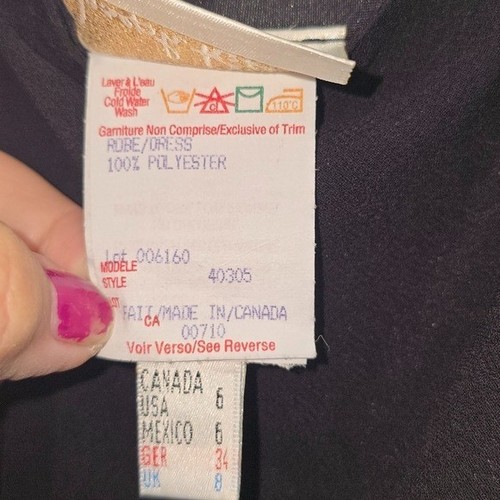 Laver à L'eau
Froide
Cold Water
Wash
110°C
Garniture Non Comprise/Exclusive of Trim
ROBE/DRESS
100% POLYESTER
Lot 006160
MODÈLE
STYLE
40305
FAIT/MADE IN/CANADA
CA
00710
Voir Verso/See Reverse
CANADA 6
USA
MEXICO 6
GER 34
UK 8